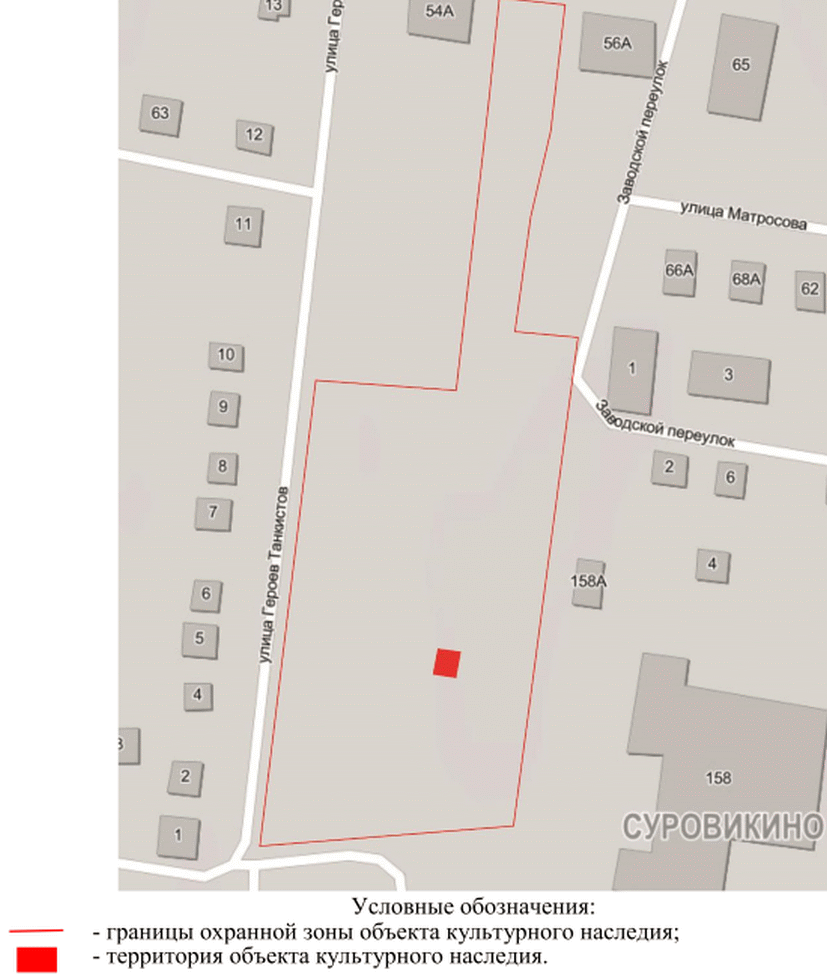 13
54А
улица Гер
56А
65
63
12
Заводской переулок
улица Матросова
11
66А
68А
62
10
1
3
9
Заводской переулок
8
2
6
7
улица Героев Танкистов
4
158А
6
5
4
3
2
158
1
СУРОВИКИНО
Условные обозначения:
- границы охранной зоны объекта культурного наследия;
- территория объекта культурного наследия.